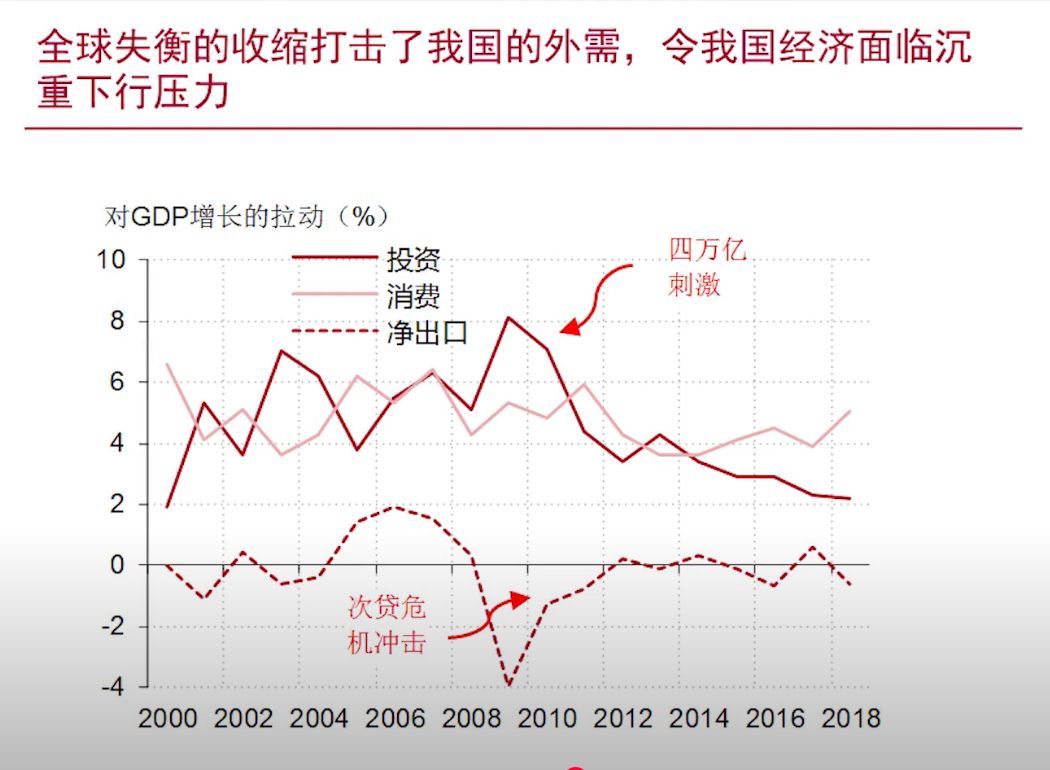 全球失衡的收缩打击了我国的外需，令我国经济面临沉
重下行压力
对GDP增长的拉动（%）
投资
消费
净出口
四万亿
刺激
次贷危
机冲击
10
8
6
4
2
0
-2
-4
2000 2002 2004 2006 2008 2010 2012 2014 2016 2018